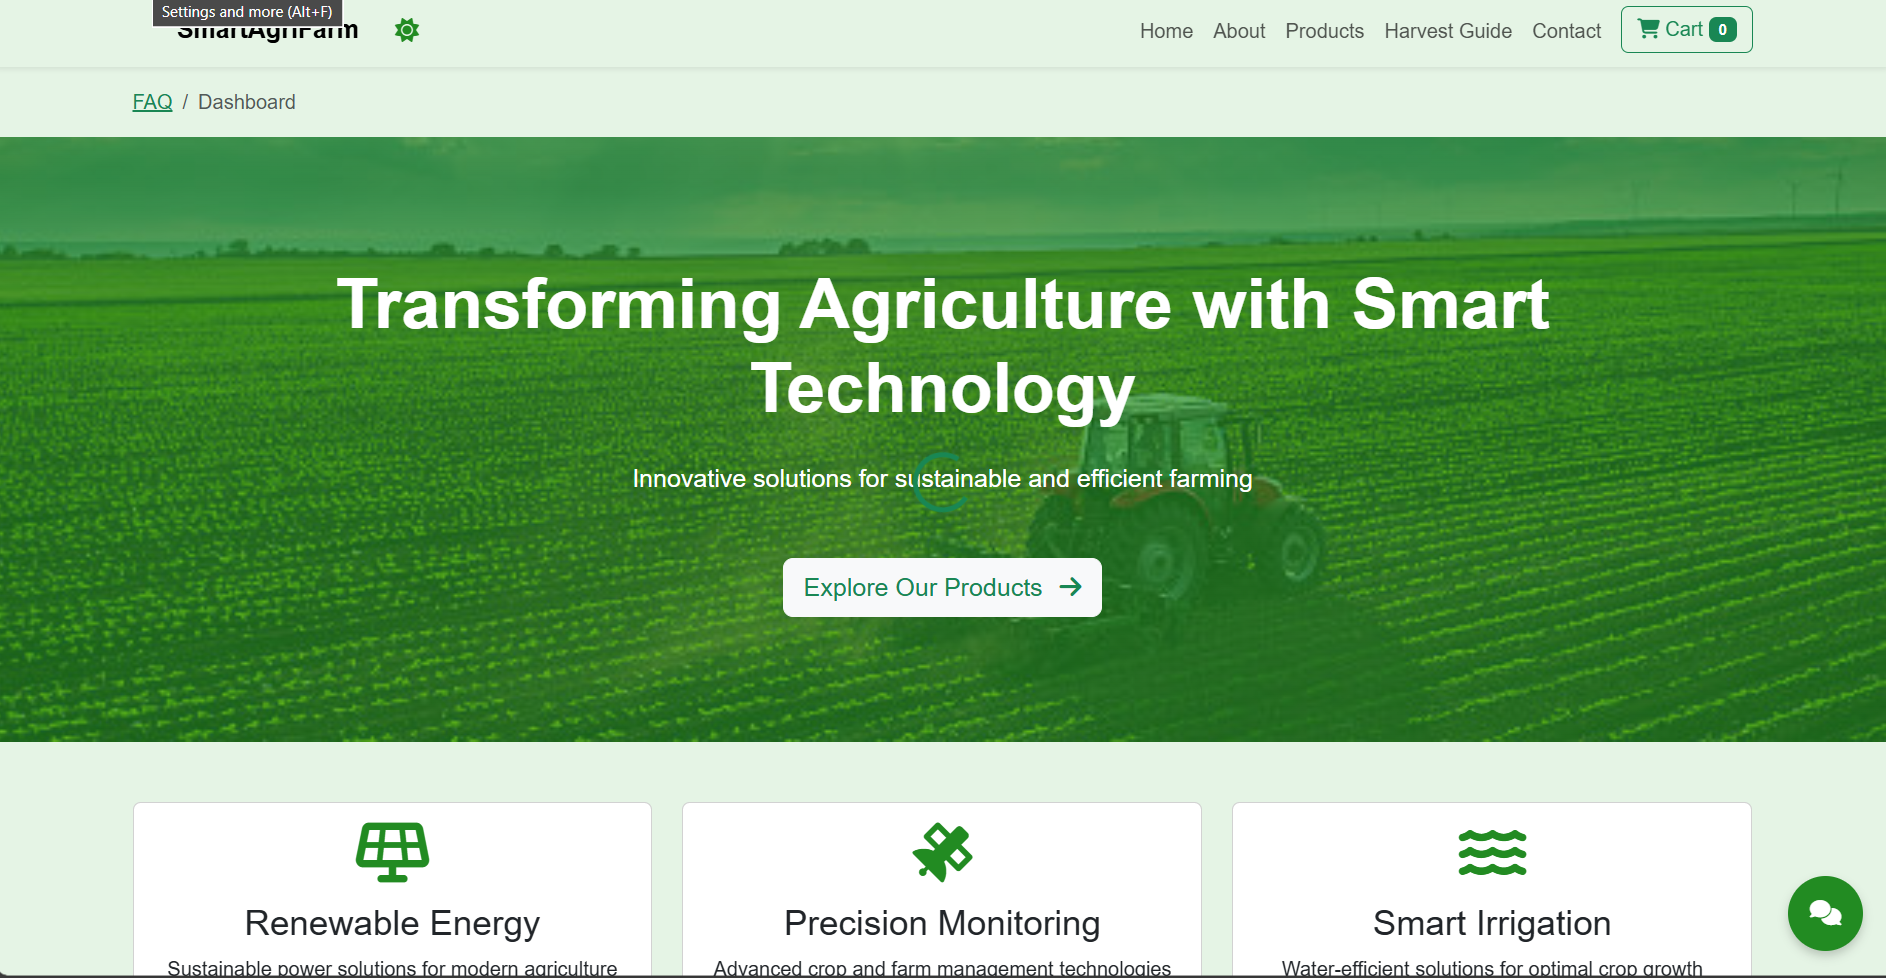 Settings and more (Alt+F)
SmartAgriFarm
Home About Products Harvest Guide Contact Cart 0
FAQ / Dashboard
Transforming Agriculture with Smart
Technology
Innovative solutions for sustainable and efficient farming
Explore Our Products
Renewable Energy
Precision Monitoring
Smart Irrigation
Sustainable power solutions for modern agriculture
Advanced crop and farm management technologies
Water-efficient solutions for optimal crop growth